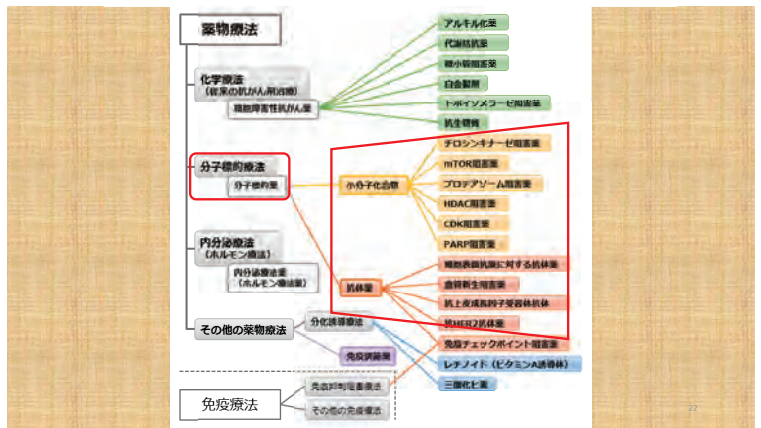 薬物療法
化学療法
（従来の抗がん剤治療）
細胞障害性抗がん薬
アルキル化薬
代謝拮抗薬
微小管阻害薬
白金製剤
トポイソメラーゼ阻害薬
抗生物質
分子標的療法
分子標的薬
小分子化合物
チロシンキナーゼ阻害薬
mTOR阻害薬
プロテアソーム阻害薬
HDAC阻害薬
CDK阻害薬
PARP阻害薬
抗体薬
細胞表面抗原に対する抗体薬
血管新生阻害薬
抗上皮成長因子受容体抗体
抗HER2抗体薬
免疫チェックポイント阻害薬
内分泌療法
（ホルモン療法）
内分泌療法薬
（ホルモン療法薬）
その他の薬物療法
分化誘導療法
免疫調節薬
レチノイド（ビタミンA誘導体）
三酸化ヒ素
免疫療法
免疫抑制阻害療法
その他の免疫療法
22